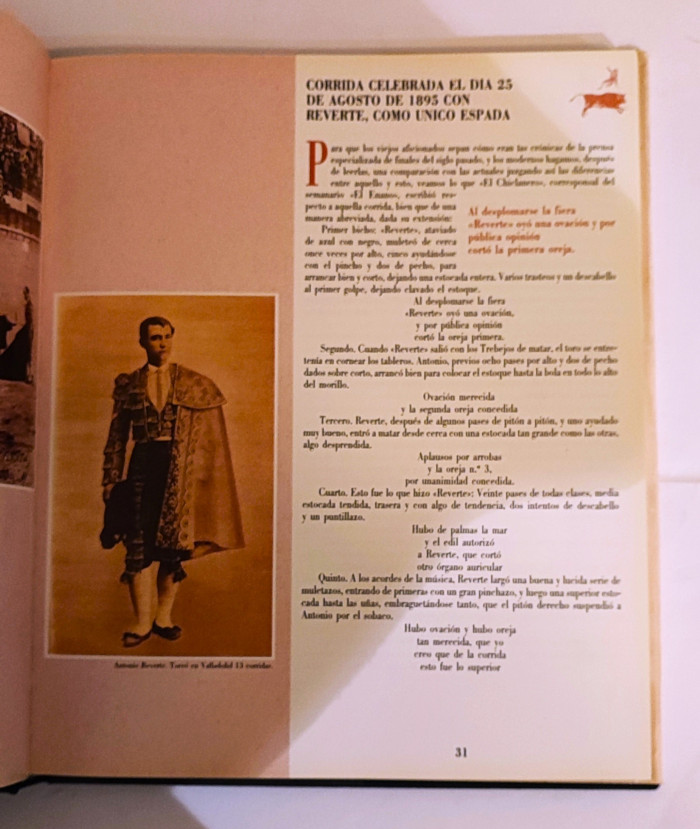 CORRIDA CELEBRADA EL DIA 25
DE AGOSTO DE 1895 CON
REVERTE, COMO UNICO ESPADA
Para que los viejos aficionados sepan cómo eran las crónicas de la prensa
especializada de finales del siglo pasado, y los modernos hagamos, después
de leerlas, una comparación con las actuales juzgando así las diferencias
entre aquello y esto, veamos lo que «El Chiclanero», corresponsal del
semanario «El Enano», escribió res-
pecto a aquella corrida, bien que de una
manera abreviada, dada su extensión:
Primer bicho: «Reverte», ataviado
de azul con negro, muleteó de cerca
once veces por alto, cinco ayudándose
con el pincho y dos de pecho, para
arrancar bien y corto, dejando una estocada entera. Varios trasteos y un descabello
al primer golpe, dejando clavado el estoque.
Al desplomarse la fiera
«Reverte» oyó una ovación y por
pública opinión
cortó la primera oreja.
Al desplomarse la fiera
«Reverte» oyó una ovación,
y por pública opinión
cortó la oreja primera.
Segundo. Cuando «Reverte» salió con los Trebejos de matar, el toro se entre-
tenía en cornear los tableros. Antonio, previos ocho pases por alto y dos de pecho
dados sobre corto, arrancó bien para colocar el estoque hasta la bola en todo lo alto
del morillo.
Ovación merecida
y la segunda oreja concedida
Tercero. Reverte, después de algunos pases de pitón a pitón, y uno ayudado
muy bueno, entró a matar desde cerca con una estocada tan grande como las otras,
algo desprendida.
Aplausos por arrobas
y la oreja n.º 3,
por unanimidad concedida.
Cuarto. Esto fue lo que hizo «Reverte»: Veinte pases de todas clases, media
estocada tendida, trasera y con algo de tendencia, dos intentos de descabello
y un puntillazo.
Hubo de palmas la mar
y el edil autorizó
a Reverte, que cortó
otro órgano auricular
Quinto. A los acordes de la música, Reverte largó una buena y lucida serie de
muletazos, entrando de primeras con un gran pinchazo, y luego una superior esto-
cada hasta las uñas, embraguetándose tanto, que el pitón derecho suspendió a
Antonio por el sobaco.
Hubo ovación y hubo oreja
tan merecida, que yo
creo que de la corrida
esto fue lo superior
Antonio Reverte. Toreó en Valladolid 13 corridas.
31